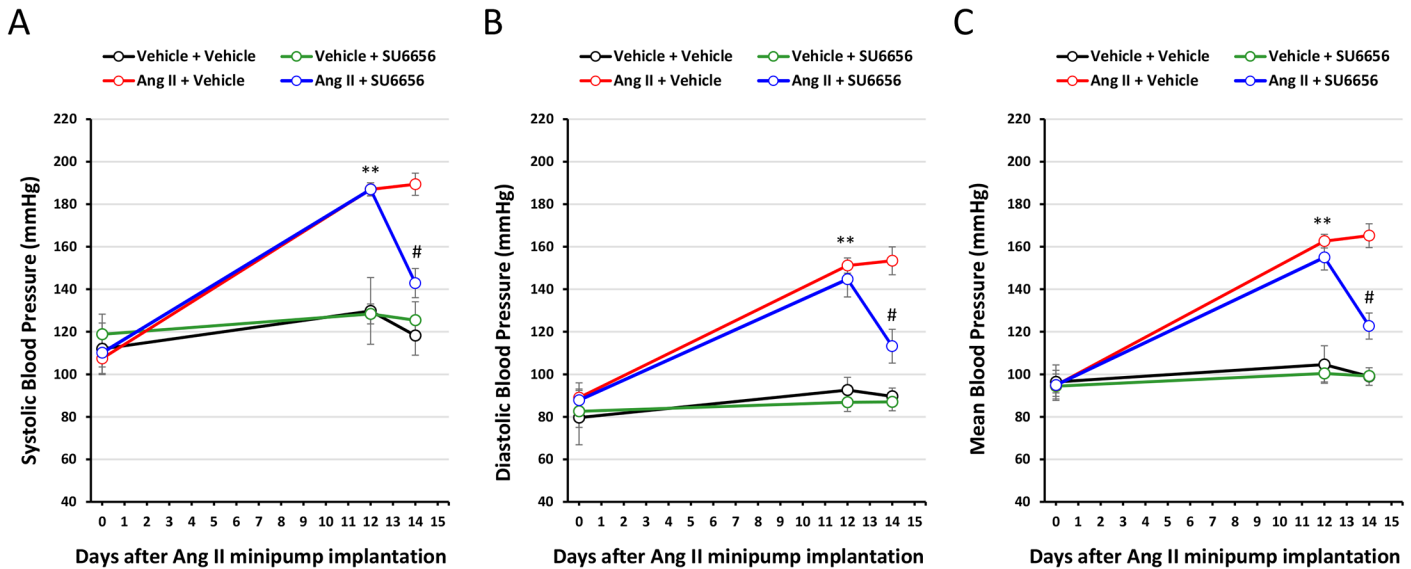 A
Vehicle + Vehicle Vehicle + SU6656
Ang II + Vehicle Ang II + SU6656
Systolic Blood Pressure (mmHg)
220
200
180
160
140
120
100
80
60
40
**
#
0 1 2 3 4 5 6 7 8 9 10 11 12 13 14 15
Days after Ang II minipump implantation
B
Vehicle + Vehicle Vehicle + SU6656
Ang II + Vehicle Ang II + SU6656
Diastolic Blood Pressure (mmHg)
220
200
180
160
140
120
100
80
60
40
**
#
0 1 2 3 4 5 6 7 8 9 10 11 12 13 14 15
Days after Ang II minipump implantation
C
Vehicle + Vehicle Vehicle + SU6656
Ang II + Vehicle Ang II + SU6656
Mean Blood Pressure (mmHg)
220
200
180
160
140
120
100
80
60
40
**
#
0 1 2 3 4 5 6 7 8 9 10 11 12 13 14 15
Days after Ang II minipump implantation